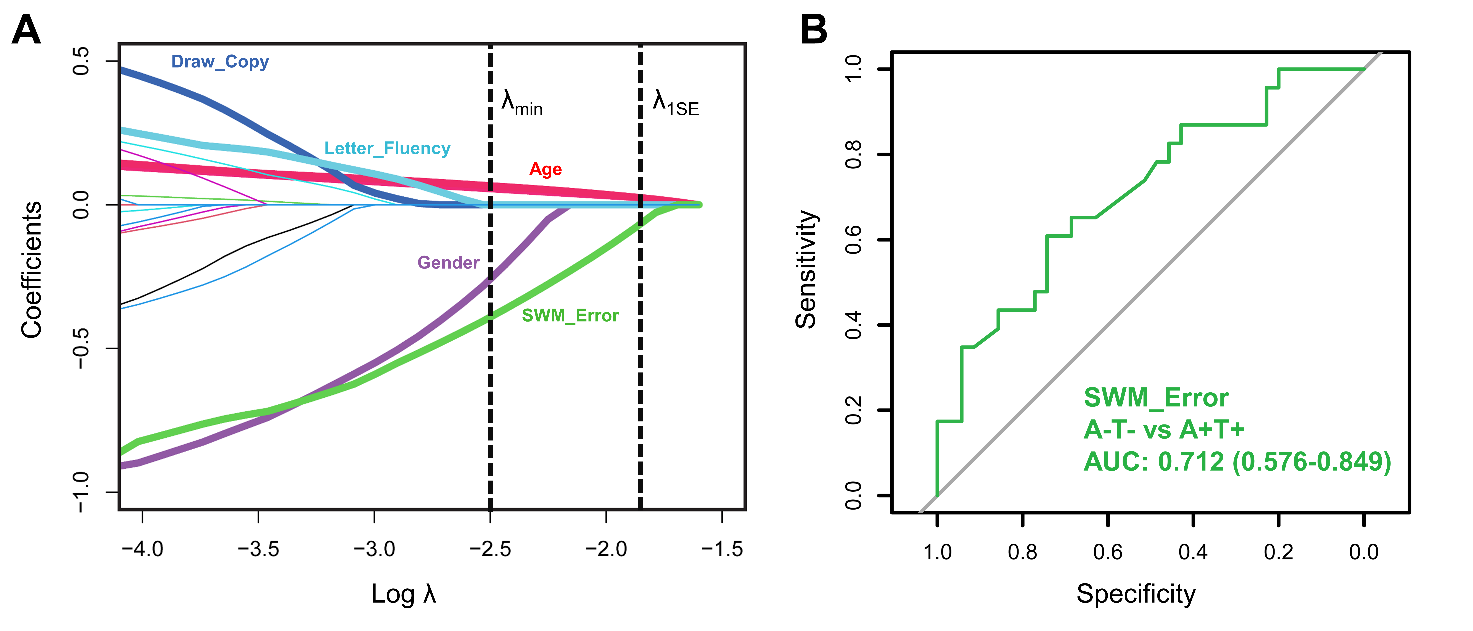 A
0.5
0.0
−0.5
−1.0
Coefficients
Draw_Copy
Letter_Fluency
Age
Gender
SWM_Error
λmin
λ1SE
−4.0 −3.5 −3.0 −2.5 −2.0 −1.5
Log λ
B
1.0
0.8
0.6
0.4
0.2
0.0
Sensitivity
SWM_Error
A-T- vs A+T+
AUC: 0.712 (0.576-0.849)
1.0 0.8 0.6 0.4 0.2 0.0
Specificity